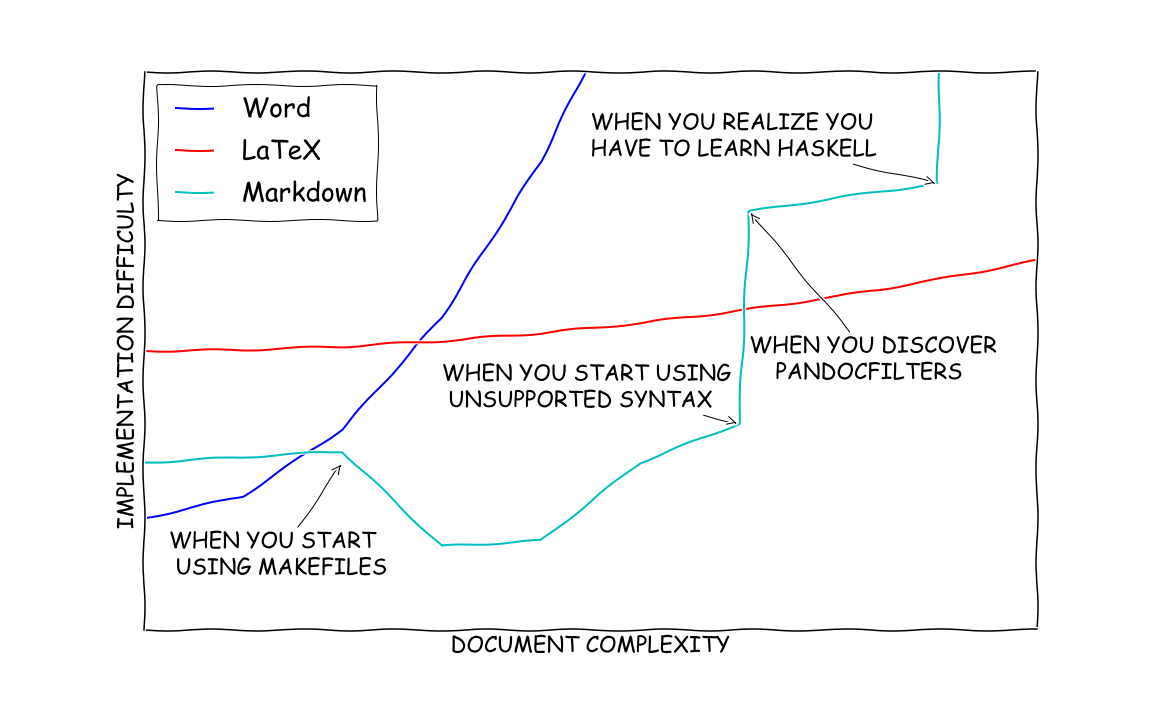 Word
LaTeX
Markdown
WHEN YOU REALIZE YOU
HAVE TO LEARN HASKELL
IMPLEMENTATION DIFFICULTY
WHEN YOU DISCOVER
PANDOCFILTERS
WHEN YOU START USING
UNSUPPORTED SYNTAX
WHEN YOU START
USING MAKEFILES
DOCUMENT COMPLEXITY